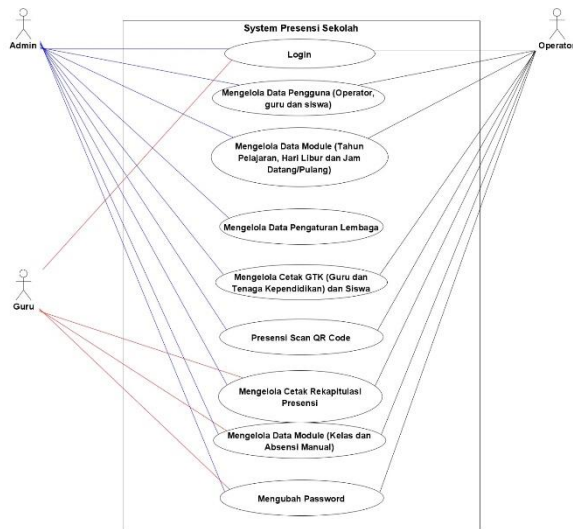 System Presensi Sekolah
Admin
Operator
Login
Mengelola Data Pengguna (Operator,
guru dan siswa)
Mengelola Data Module (Tahun
Pelajaran, Hari Libur dan Jam
Datang/Pulang)
Mengelola Data Pengaturan Lembaga
Mengelola Cetak GTK (Guru dan
Tenaga Kependidikan) dan Siswa
Guru
Presensi Scan QR Code
Mengelola Cetak Rekapitulasi
Presensi
Mengelola Data Module (Kelas dan
Absensi Manual)
Mengubah Password